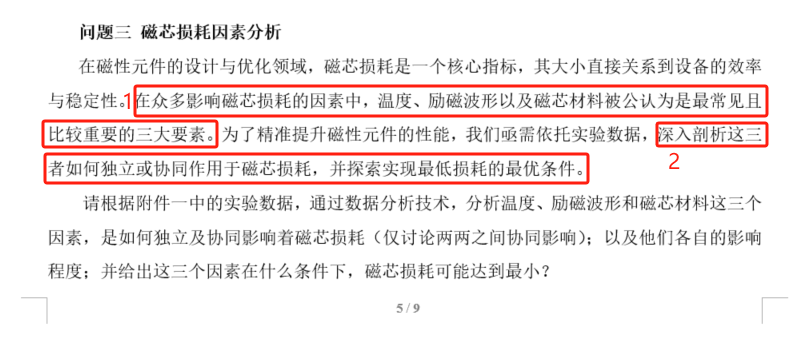 问题三 磁芯损耗因素分析
在磁性元件的设计与优化领域，磁芯损耗是一个核心指标，其大小直接关系到设备的效率
与稳定性。在众多影响磁芯损耗的因素中，温度、励磁波形以及磁芯材料被公认为是最常见且
1
比较重要的三大要素。为了精准提升磁性元件的性能，我们亟需依托实验数据，深入剖析这三
者如何独立或协同作用于磁芯损耗，并探索实现最低损耗的最优条件。
2
请根据附件一中的实验数据，通过数据分析技术，分析温度、励磁波形和磁芯材料这三个
因素，是如何独立及协同影响着磁芯损耗（仅讨论两两之间协同影响）；以及他们各自的影响
程度；并给出这三个因素在什么条件下，磁芯损耗可能达到最小？
5 / 9